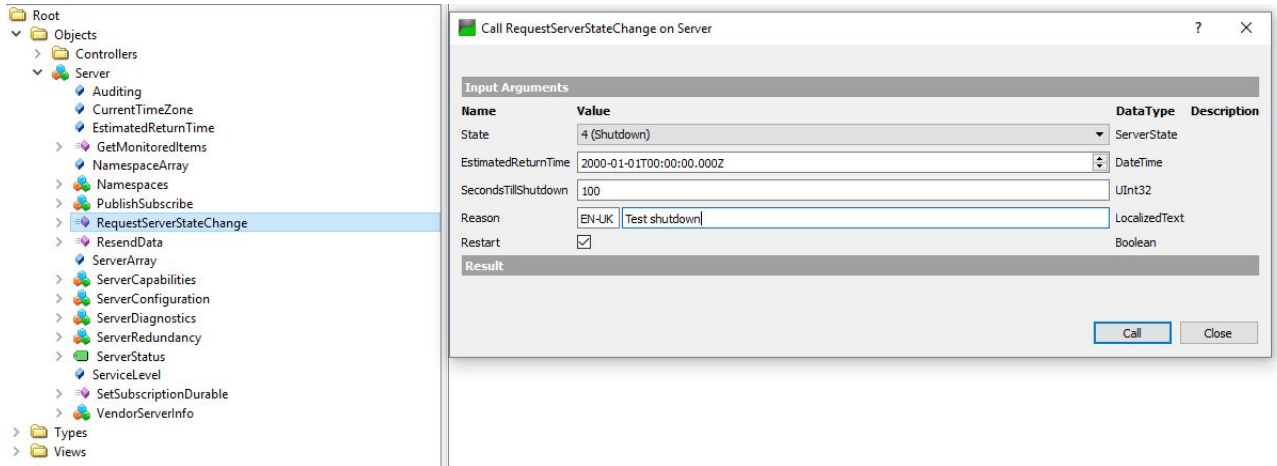 Root
Objects
Controllers
Server
Auditing
CurrentTimeZone
EstimatedReturnTime
GetMonitoredItems
NamespaceArray
Namespaces
PublishSubscribe
RequestServerStateChange
ResendData
ServerArray
ServerCapabilities
ServerConfiguration
ServerDiagnostics
ServerRedundancy
ServerStatus
ServiceLevel
SetSubscriptionDurable
VendorServerInfo
Types
Views
Call RequestServerStateChange on Server ? X
Input Arguments
Name Value DataType Description
State 4 (Shutdown) ServerState
EstimatedReturnTime 2000-01-01T00:00:00.000Z DateTime
SecondsTillShutdown 100 UInt32
Reason EN-UK Test shutdown LocalizedText
Restart Boolean
Result
Call Close